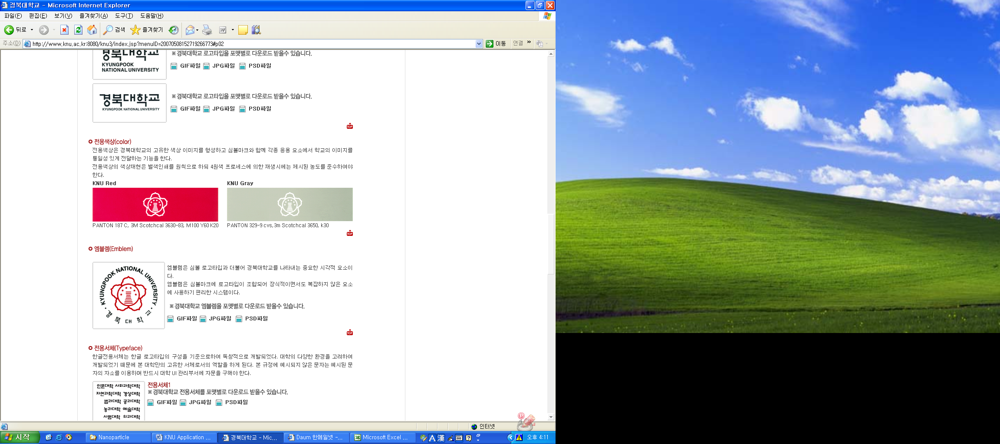 경북대학교 - Microsoft Internet Explorer
파일(F) 편집(E) 보기(V) 즐겨찾기(A) 도구(T) 도움말(H)
뒤로 검색 즐겨찾기
주소(D) http://www.knu.ac.kr:8080/knu3/index.jsp?menuID=20070508152719266773#p02 이동 연결 »
경북대학교
KYUNGPOOK
NATIONAL UNIVERSITY
※ 경북대학교 로고타입을 포맷별로 다운로드 받을수 있습니다.
GIF파일 JPG파일 PSD파일
경북대학교
KYUNGPOOK NATIONAL UNIVERSITY
※ 경북대학교 로고타입을 포맷별로 다운로드 받을수 있습니다.
GIF파일 JPG파일 PSD파일
TOP
전용색상(color)
전용색상은 경북대학교의 고유한 색상 이미지를 형성하고 심볼마크와 함께 각종 응용 요소에서 학교의 이미지를
통일성 있게 전달하는 기능을 한다.
전용색상의 색상재현은 별색인쇄를 원칙으로 하되 4원색 프로세스에 의한 재생시에는 제시된 농도를 준수하여야
한다.
KNU Red KNU Gray
PANTON 187 C, 3M Scotchcal 3630-83, M100 Y60 K20 PANTON 329-9 cvs,3m Scotchcal 3650, k30
TOP
엠블렘(Emblem)
KYUNGPOOK NATIONAL UNIVERSITY
경북대학교
엠블렘은 심볼 로고타입과 더불어 경북대학교를 나타내는 중요한 시각적 요소이
다.
엠블렘은 심볼마크에 로고타입이 조합되어 장식적이면서도 복잡하지 않은 요소
에 사용하기 편리한 시스템이다.
※ 경북대학교 엠블렘을 포맷별로 다운로드 받을수 있습니다.
GIF파일 JPG파일 PSD파일
TOP
전용서체(Typeface)
한글전용서체는 한글 로고타입의 구성을 기준으로하여 독창적으로 개발되었다. 대학의 다양한 환경을 고려하여
개발되었기 때문에 본 대학만의 고유한 서체로서의 역할을 하게 된다. 본 규정에 예시되지 않은 문자는 예시된 문
자의 자소를 이용하며 반드시 대학 UI 관리부서에 자문을 구해야 한다.
인문대학 사회과학대학
자연과학대학 경상대학
법과대학 공과대학
농과대학 예술대학
사범대학 의과대학
전용서체1
※ 경북대학교 전용서체를 포맷별로 다운로드 받을수 있습니다.
GIF파일 JPG파일 PSD파일
인터넷
시작 Nanoparticle KNU Application ... 경북대학교 - Mic... Daum 한메일넷 -... Microsoft Excel ... A 漢 오후 4:11